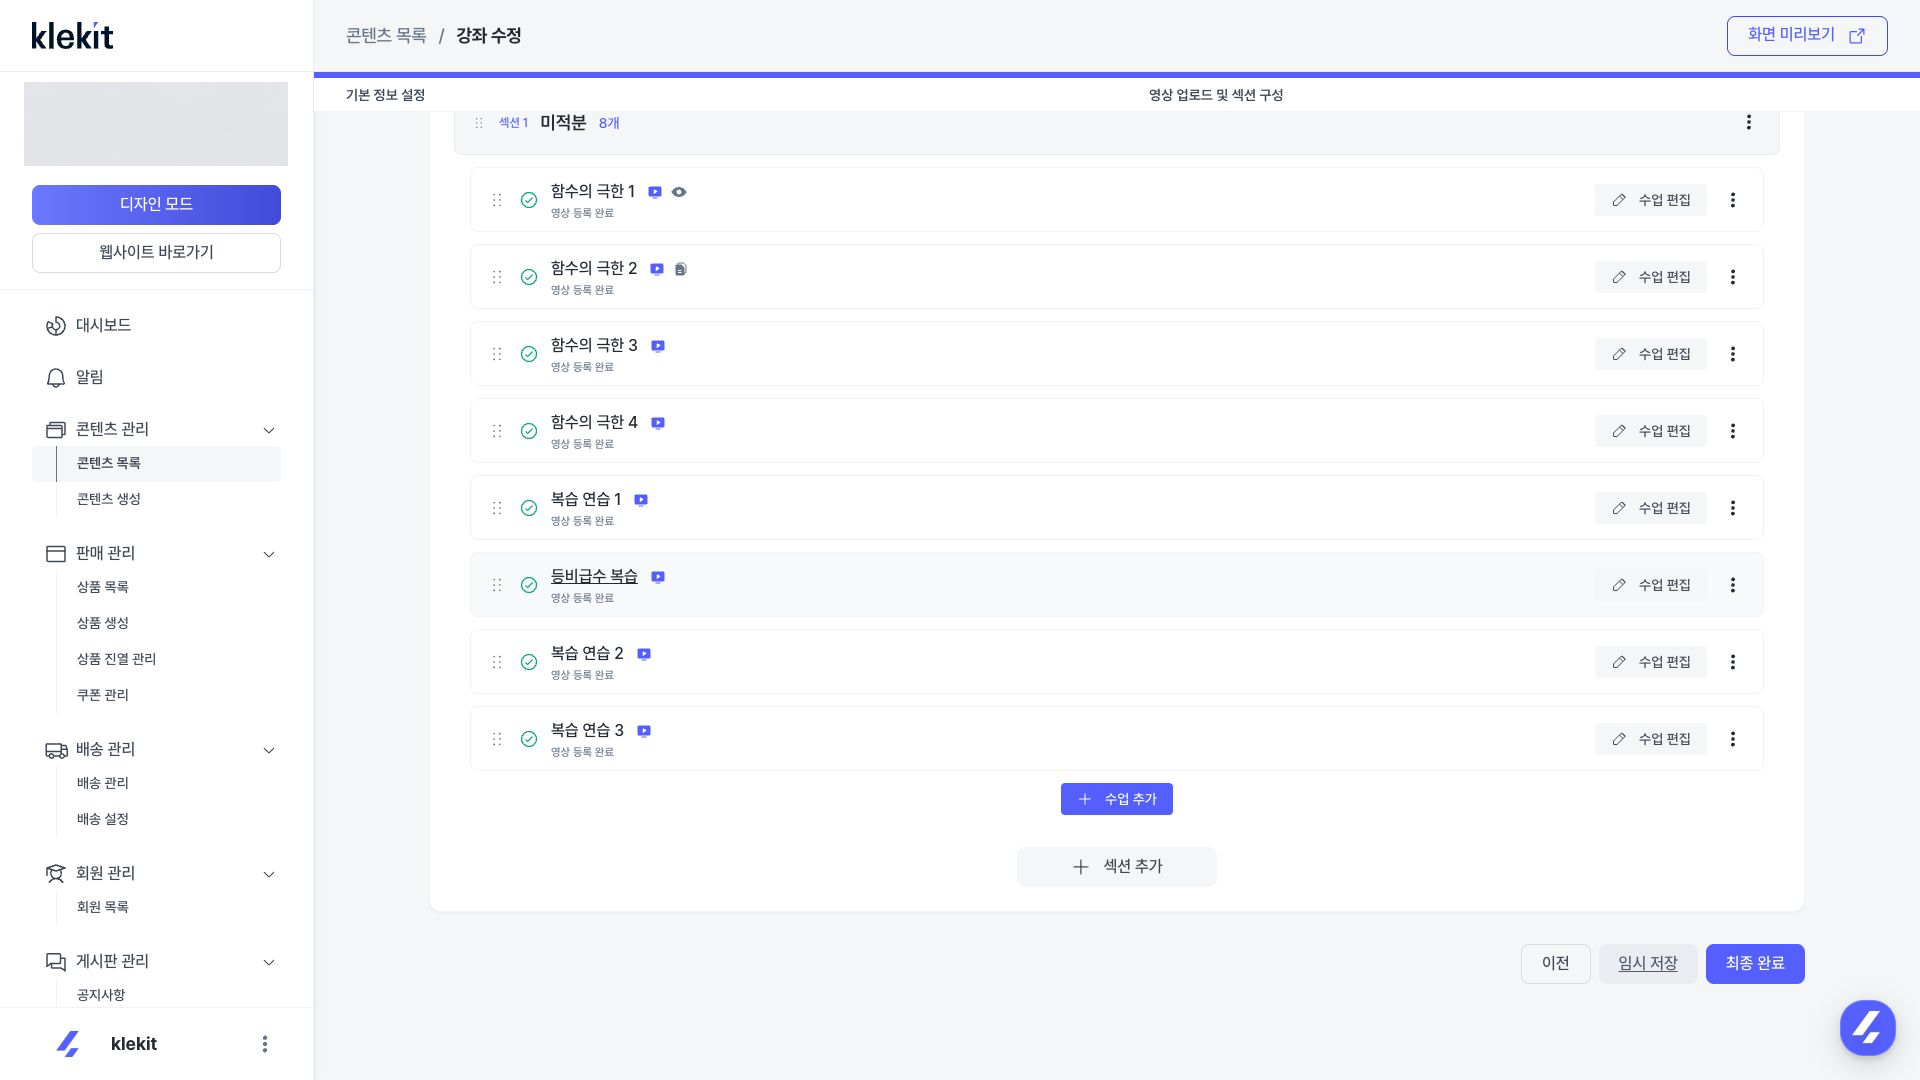 klekit
콘텐츠 목록 / 강좌 수정
화면 미리보기
기본 정보 설정
영상 업로드 및 섹션 구성
디자인 모드
웹사이트 바로가기
대시보드
알림
콘텐츠 관리
콘텐츠 목록
콘텐츠 생성
판매 관리
상품 목록
상품 생성
상품 진열 관리
쿠폰 관리
배송 관리
배송 관리
배송 설정
회원 관리
회원 목록
게시판 관리
공지사항
klekit
섹션 1 미적분 8개
함수의 극한 1
영상 등록 완료
수업 편집
함수의 극한 2
영상 등록 완료
수업 편집
함수의 극한 3
영상 등록 완료
수업 편집
함수의 극한 4
영상 등록 완료
수업 편집
복습 연습 1
영상 등록 완료
수업 편집
등비급수 복습
영상 등록 완료
수업 편집
복습 연습 2
영상 등록 완료
수업 편집
복습 연습 3
영상 등록 완료
수업 편집
수업 추가
섹션 추가
이전
임시 저장
최종 완료